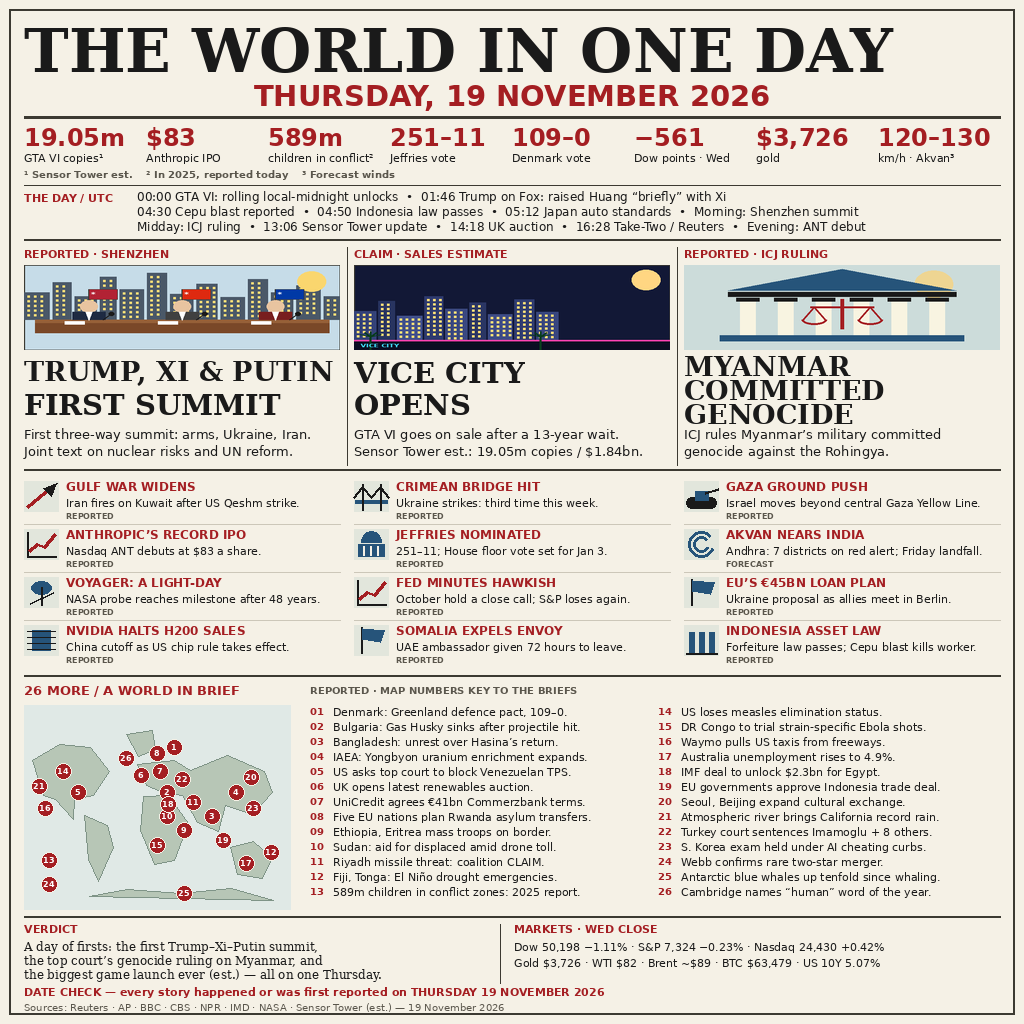 THE WORLD IN ONE DAY
THURSDAY, 19 NOVEMBER 2026
19.05m $83 589m 251–11 109–0 −561 $3,726 120–130
GTA VI copies¹ Anthropic IPO children in conflict² Jeffries vote Denmark vote Dow points · Wed gold km/h · Akvan³
¹ Sensor Tower est. ² In 2025, reported today ³ Forecast winds
THE DAY / UTC
00:00 GTA VI: rolling local-midnight unlocks • 01:46 Trump on Fox: raised Huang “briefly” with Xi
04:30 Cepu blast reported • 04:50 Indonesia law passes • 05:12 Japan auto standards • Morning: Shenzhen summit
Midday: ICJ ruling • 13:06 Sensor Tower update • 14:18 UK auction • 16:28 Take-Two / Reuters • Evening: ANT debut
REPORTED · SHENZHEN
TRUMP, XI & PUTIN
FIRST SUMMIT
First three-way summit: arms, Ukraine, Iran.
Joint text on nuclear risks and UN reform.
CLAIM · SALES ESTIMATE
VICE CITY
VICE CITY
OPENS
GTA VI goes on sale after a 13-year wait.
Sensor Tower est.: 19.05m copies / $1.84bn.
REPORTED · ICJ RULING
MYANMAR
COMMITTED
GENOCIDE
ICJ rules Myanmar’s military committed
genocide against the Rohingya.
GULF WAR WIDENS
Iran fires on Kuwait after US Qeshm strike.
REPORTED
CRIMEAN BRIDGE HIT
Ukraine strikes: third time this week.
REPORTED
GAZA GROUND PUSH
Israel moves beyond central Gaza Yellow Line.
REPORTED
ANTHROPIC’S RECORD IPO
Nasdaq ANT debuts at $83 a share.
REPORTED
JEFFRIES NOMINATED
251–11; House floor vote set for Jan 3.
REPORTED
AKVAN NEARS INDIA
Andhra: 7 districts on red alert; Friday landfall.
FORECAST
VOYAGER: A LIGHT-DAY
NASA probe reaches milestone after 48 years.
REPORTED
FED MINUTES HAWKISH
October hold a close call; S&P loses again.
REPORTED
EU’S €45BN LOAN PLAN
Ukraine proposal as allies meet in Berlin.
REPORTED
NVIDIA HALTS H200 SALES
China cutoff as US chip rule takes effect.
REPORTED
SOMALIA EXPELS ENVOY
UAE ambassador given 72 hours to leave.
REPORTED
INDONESIA ASSET LAW
Forfeiture law passes; Cepu blast kills worker.
REPORTED
26 MORE / A WORLD IN BRIEF
1
8
26
7
6
14
22
20
21
5
2
4
18
11
16
23
10
3
9
19
15
12
13
17
24
25
REPORTED · MAP NUMBERS KEY TO THE BRIEFS
01 Denmark: Greenland defence pact, 109–0.
02 Bulgaria: Gas Husky sinks after projectile hit.
03 Bangladesh: unrest over Hasina’s return.
04 IAEA: Yongbyon uranium enrichment expands.
05 US asks top court to block Venezuelan TPS.
06 UK opens latest renewables auction.
07 UniCredit agrees €41bn Commerzbank terms.
08 Five EU nations plan Rwanda asylum transfers.
09 Ethiopia, Eritrea mass troops on border.
10 Sudan: aid for displaced amid drone toll.
11 Riyadh missile threat: coalition CLAIM.
12 Fiji, Tonga: El Niño drought emergencies.
13 589m children in conflict zones: 2025 report.
14 US loses measles elimination status.
15 DR Congo to trial strain-specific Ebola shots.
16 Waymo pulls US taxis from freeways.
17 Australia unemployment rises to 4.9%.
18 IMF deal to unlock $2.3bn for Egypt.
19 EU governments approve Indonesia trade deal.
20 Seoul, Beijing expand cultural exchange.
21 Atmospheric river brings California record rain.
22 Turkey court sentences Imamoglu + 8 others.
23 S. Korea exam held under AI cheating curbs.
24 Webb confirms rare two-star merger.
25 Antarctic blue whales up tenfold since whaling.
26 Cambridge names “human” word of the year.
VERDICT
A day of firsts: the first Trump–Xi–Putin summit,
the top court’s genocide ruling on Myanmar, and
the biggest game launch ever (est.) — all on one Thursday.
MARKETS · WED CLOSE
Dow 50,198 −1.11% · S&P 7,324 −0.23% · Nasdaq 24,430 +0.42%
Gold $3,726 · WTI $82 · Brent ~$89 · BTC $63,479 · US 10Y 5.07%
DATE CHECK — every story happened or was first reported on THURSDAY 19 NOVEMBER 2026
Sources: Reuters · AP · BBC · CBS · NPR · IMD · NASA · Sensor Tower (est.) — 19 November 2026